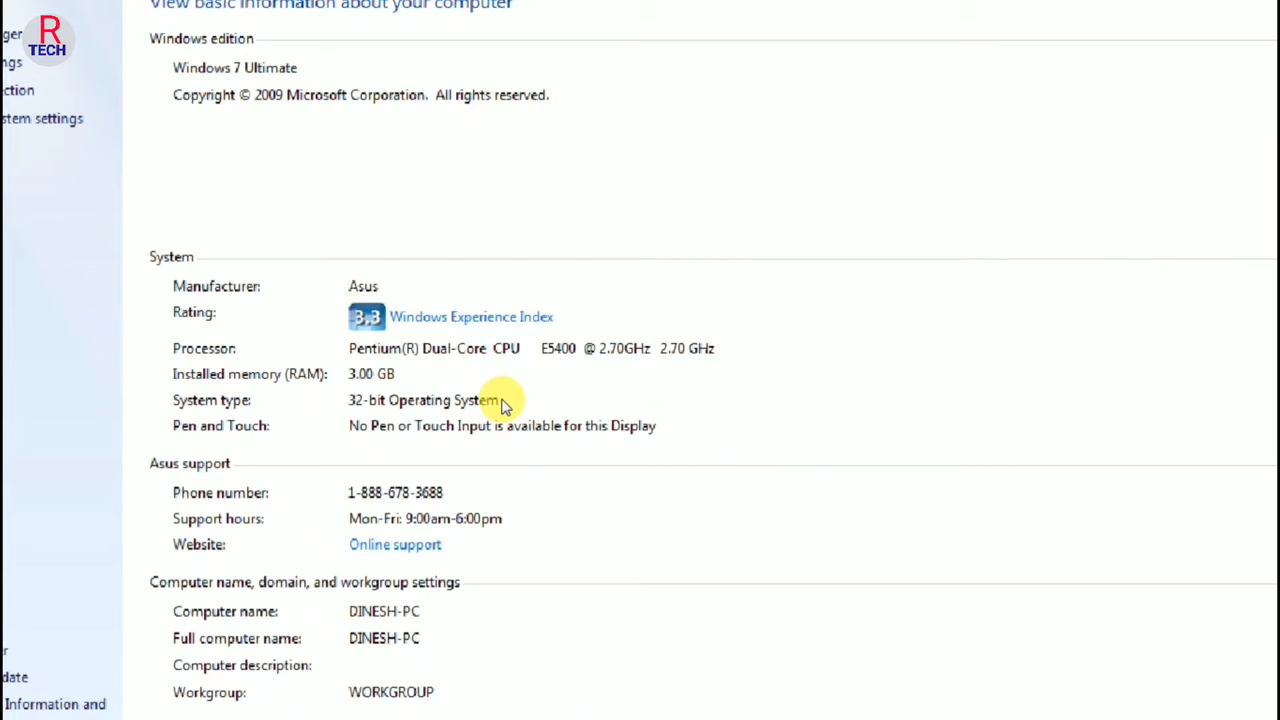 View basic information about your computer
R
TECH
ger
ngs
ction
stem settings
Windows edition
Windows 7 Ultimate
Copyright © 2009 Microsoft Corporation. All rights reserved.
System
Manufacturer: Asus
Rating: 3,3 Windows Experience Index
Processor: Pentium(R) Dual-Core CPU E5400 @ 2.70GHz 2.70 GHz
Installed memory (RAM): 3.00 GB
System type: 32-bit Operating System
Pen and Touch: No Pen or Touch Input is available for this Display
Asus support
Phone number: 1-888-678-3688
Support hours: Mon-Fri: 9:00am-6:00pm
Website: Online support
Computer name, domain, and workgroup settings
Computer name: DINESH-PC
Full computer name: DINESH-PC
Computer description:
Workgroup: WORKGROUP
r
date
Information and